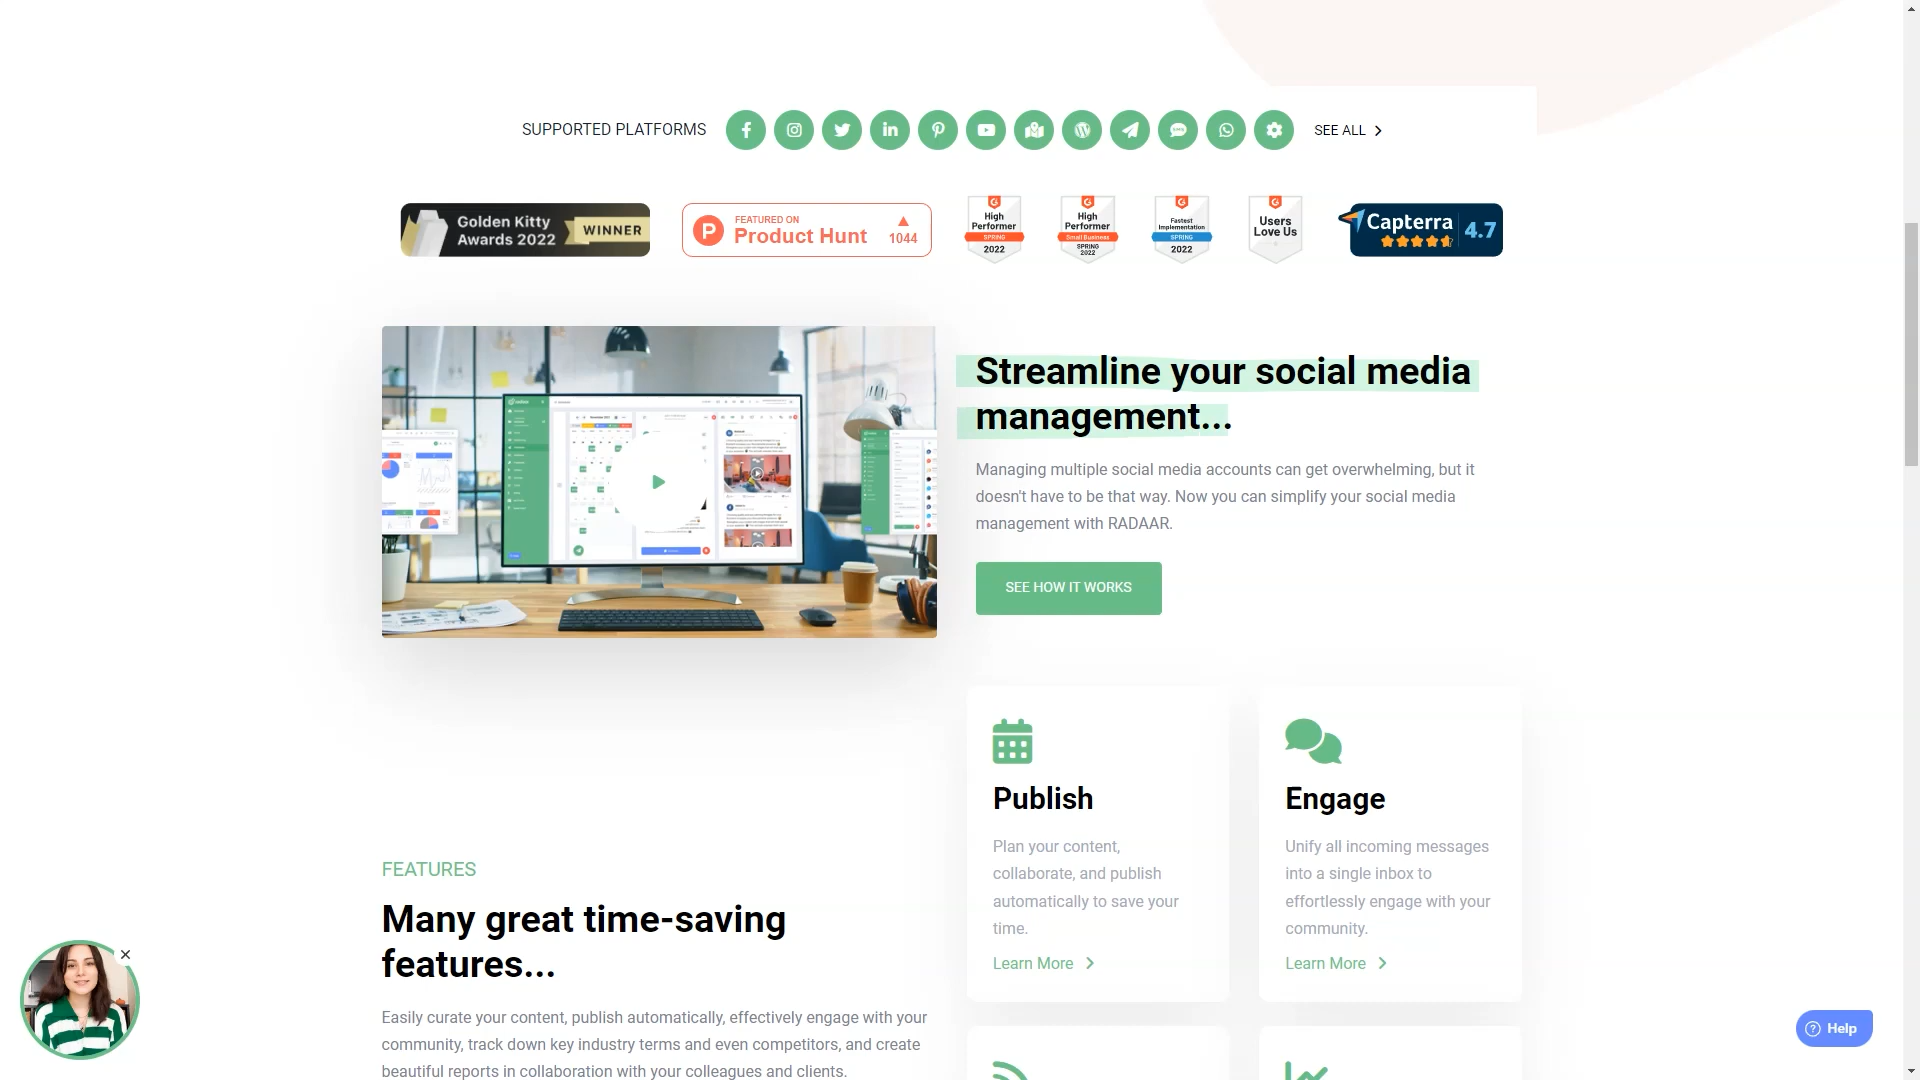 SUPPORTED PLATFORMS
SEE ALL
Golden Kitty
Awards 2022
WINNER
FEATURED ON
Product Hunt
1044
High
Performer
SPRING
2022
High
Performer
Small Business
SPRING
2022
Fastest
Implementation
SPRING
2022
Users
Love Us
Capterra
4.7
Streamline your social media
management...
Managing multiple social media accounts can get overwhelming, but it
doesn't have to be that way. Now you can simplify your social media
management with RADAAR.
SEE HOW IT WORKS
FEATURES
Many great time-saving
features...
Easily curate your content, publish automatically, effectively engage with your
community, track down key industry terms and even competitors, and create
beautiful reports in collaboration with your colleagues and clients.
Publish
Plan your content,
collaborate, and publish
automatically to save your
time.
Learn More
Engage
Unify all incoming messages
into a single inbox to
effortlessly engage with your
community.
Learn More
Help